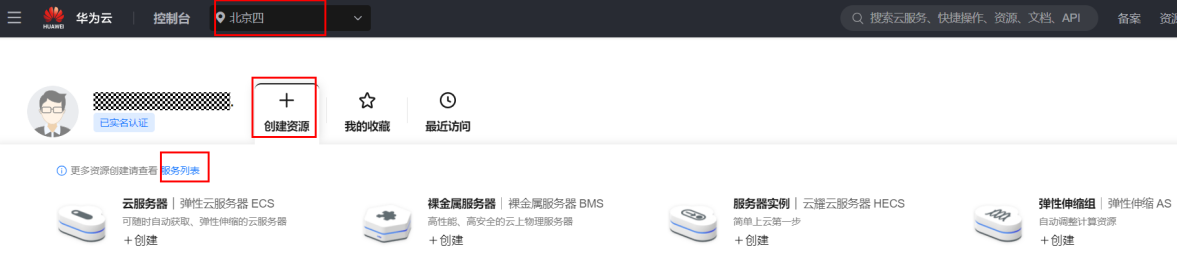 HUAWEI 华为云 控制台 北京四 搜索云服务、快捷操作、资源、文档、API 备案 资源
已实名认证
创建资源 我的收藏 最近访问
更多资源创建请查看 服务列表
云服务器 | 弹性云服务器 ECS
可随时自动获取、弹性伸缩的云服务器
+创建
裸金属服务器 | 裸金属服务器 BMS
高性能、高安全的云上物理服务器
+创建
服务器实例 | 云耀云服务器 HECS
简单上云第一步
+创建
弹性伸缩组 | 弹性伸缩 AS
自动调整计算资源
+创建